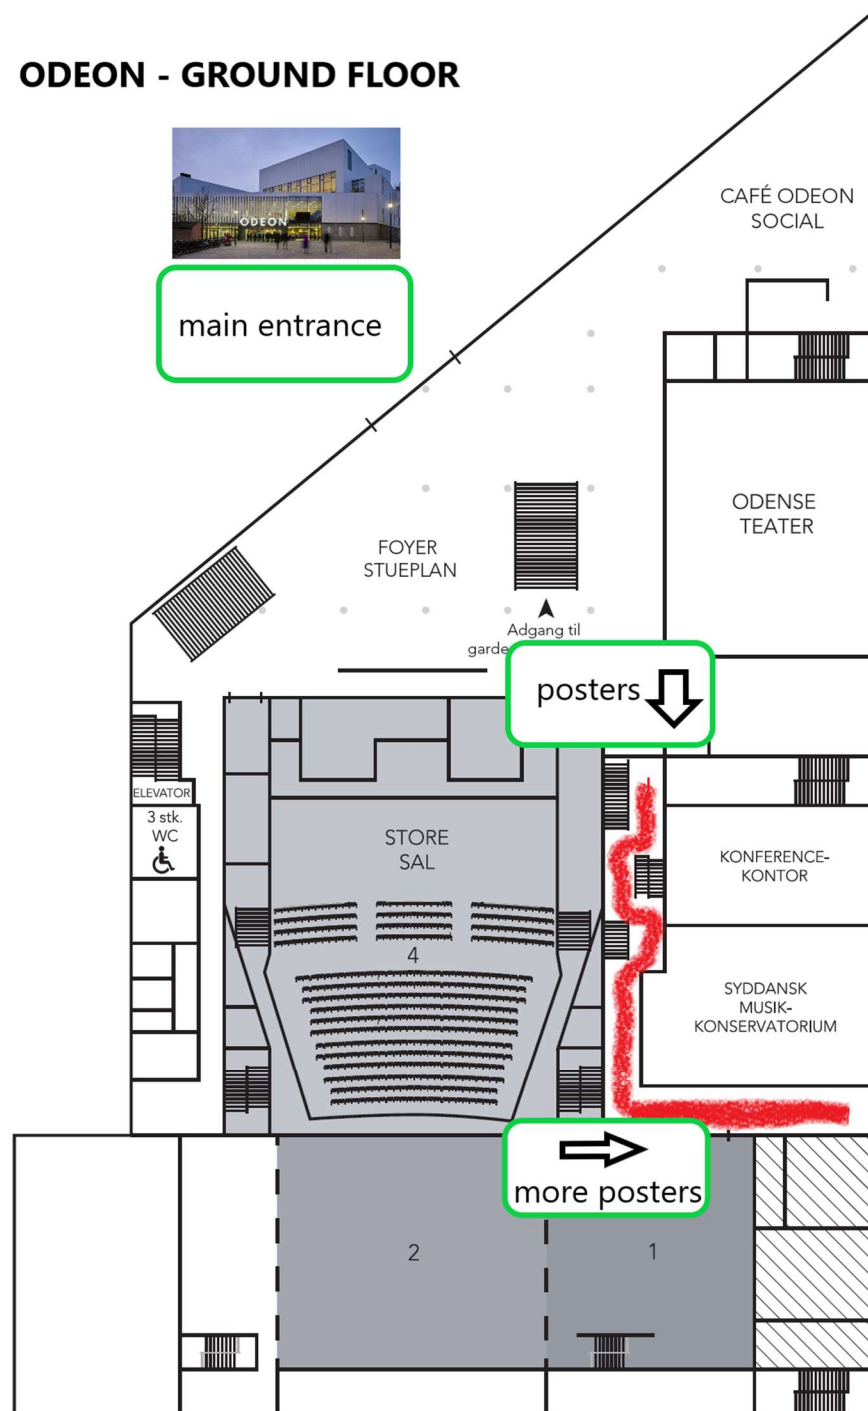 ODEON - GROUND FLOOR
ODEON
main entrance
CAFÉ ODEON
SOCIAL
ODENSE
TEATER
FOYER
STUEPLAN
Adgang til
garde
posters
ELEVATOR
3 stk.
WC
STORE
SAL
KONFERENCE-
KONTOR
4
SYDDANSK
MUSIK-
KONSERVATORIUM
more posters
2
1